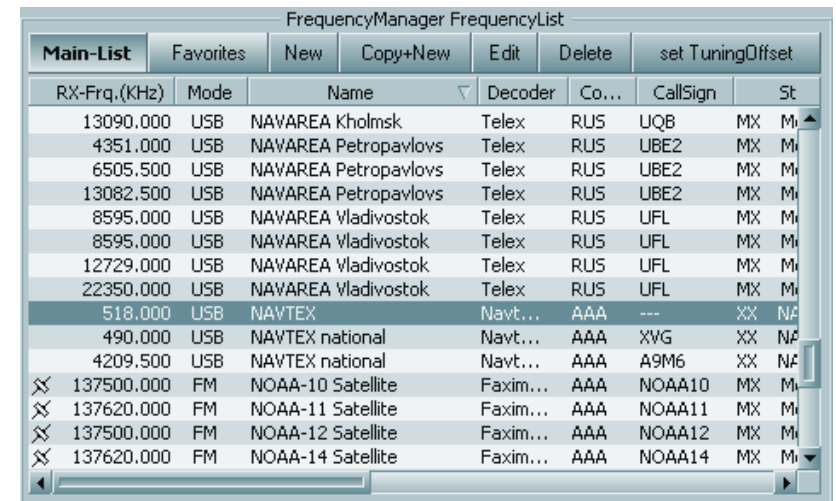 FrequencyManager FrequencyList
Main-List Favorites New Copy+New Edit Delete set TuningOffset
RX-Frq.(KHz) Mode Name Decoder Co... CallSign St
13090.000 USB NAVAREA Kholmsk Telex RUS UQB MX
4351.000 USB NAVAREA Petropavlovs Telex RUS UBE2 MX
6505.500 USB NAVAREA Petropavlovs Telex RUS UBE2 MX
13082.500 USB NAVAREA Petropavlovs Telex RUS UBE2 MX
8595.000 USB NAVAREA Vladivostok Telex RUS UFL MX
8595.000 USB NAVAREA Vladivostok Telex RUS UFL MX
12729.000 USB NAVAREA Vladivostok Telex RUS UFL MX
22350.000 USB NAVAREA Vladivostok Telex RUS UFL MX
518.000 USB NAVTEX Navt... AAA --- XX NA
490.000 USB NAVTEX national Navt... AAA XVG XX NA
4209.500 USB NAVTEX national Navt... AAA A9M6 XX NA
137500.000 FM NOAA-10 Satellite Faxim... AAA NOAA10 MX
137620.000 FM NOAA-11 Satellite Faxim... AAA NOAA11 MX
137500.000 FM NOAA-12 Satellite Faxim... AAA NOAA12 MX
137620.000 FM NOAA-14 Satellite Faxim... AAA NOAA14 MX